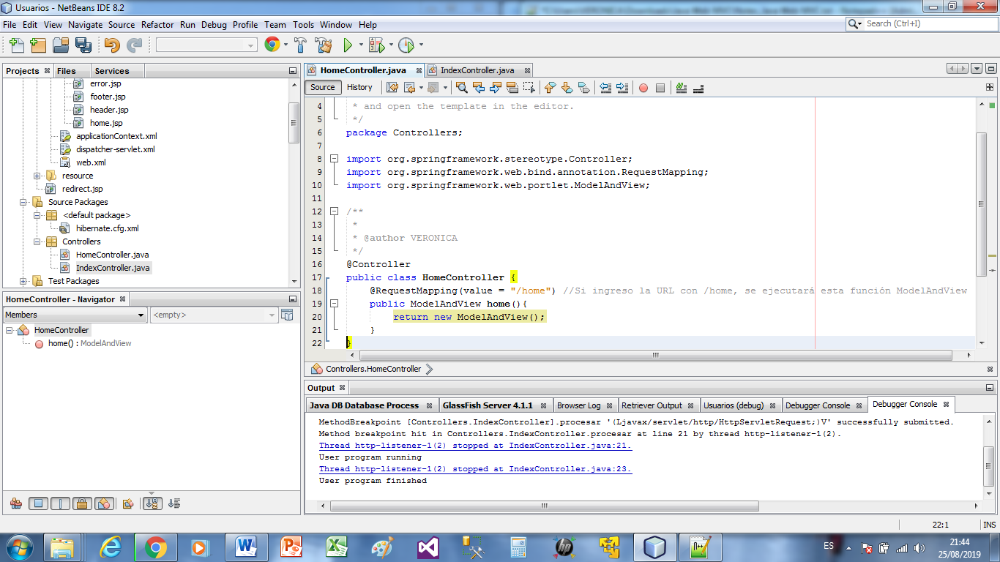 Usuarios - NetBeans IDE 8.2
File Edit View Navigate Source Refactor Run Debug Profile Team Tools Window Help
Search (Ctrl+I)
Projects Files Services
error.jsp
footer.jsp
header.jsp
home.jsp
applicationContext.xml
dispatcher-servlet.xml
web.xml
resource
redirect.jsp
Source Packages
<default package>
hibernate.cfg.xml
Controllers
HomeController.java
IndexController.java
Test Packages
HomeController - Navigator
Members <empty>
HomeController
home() : ModelAndView
HomeController.java IndexController.java
Source History
4 * and open the template in the editor.
5 */
6 package Controllers;
7
8 import org.springframework.stereotype.Controller;
9 import org.springframework.web.bind.annotation.RequestMapping;
10 import org.springframework.web.portlet.ModelAndView;
11
12 /**
13 *
14 * @author VERONICA
15 */
16 @Controller
17 public class HomeController {
18 @RequestMapping(value = "/home") //Si ingreso la URL con /home, se ejecutará esta función ModelAndView
19 public ModelAndView home(){
20 return new ModelAndView();
21 }
22 }
Controllers.HomeController
Output
Java DB Database Process GlassFish Server 4.1.1 Browser Log Retriever Output Usuarios (debug) Debugger Console Debugger Console
MethodBreakpoint [Controllers.IndexController].procesar '(Ljavax/servlet/http/HttpServletRequest;)V' successfully submitted.
Method breakpoint hit in Controllers.IndexController.procesar at line 21 by thread http-listener-1(2).
Thread http-listener-1(2) stopped at IndexController.java:21.
User program running
Thread http-listener-1(2) stopped at IndexController.java:23.
User program finished
22:1 INS
ES
21:44
25/08/2019